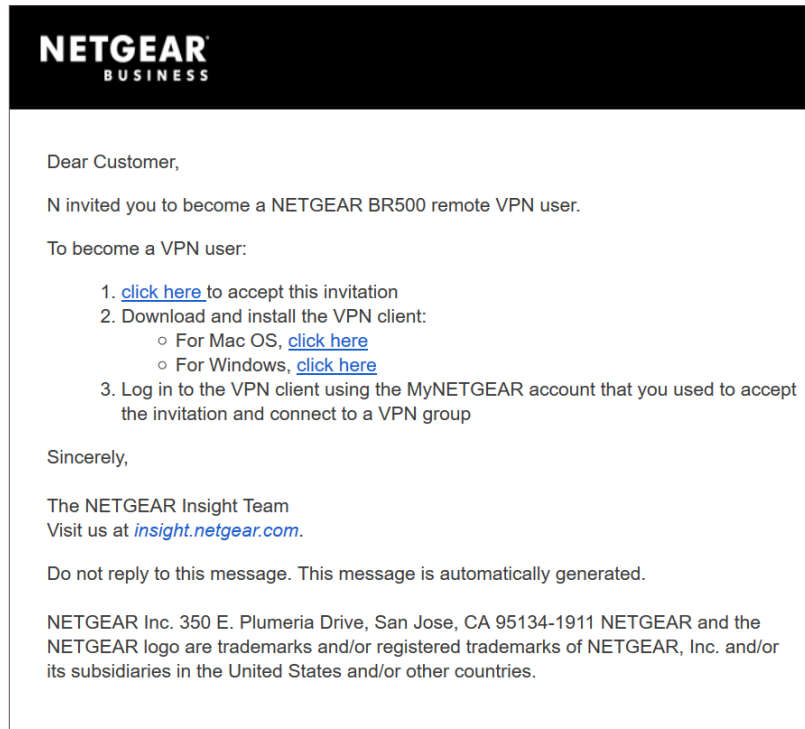 NETGEAR
BUSINESS
Dear Customer,
N invited you to become a NETGEAR BR500 remote VPN user.
To become a VPN user:
1. click here to accept this invitation
2. Download and install the VPN client:
○ For Mac OS, click here
○ For Windows, click here
3. Log in to the VPN client using the MyNETGEAR account that you used to accept
the invitation and connect to a VPN group
Sincerely,
The NETGEAR Insight Team
Visit us at insight.netgear.com.
Do not reply to this message. This message is automatically generated.
NETGEAR Inc. 350 E. Plumeria Drive, San Jose, CA 95134-1911 NETGEAR and the
NETGEAR logo are trademarks and/or registered trademarks of NETGEAR, Inc. and/or
its subsidiaries in the United States and/or other countries.